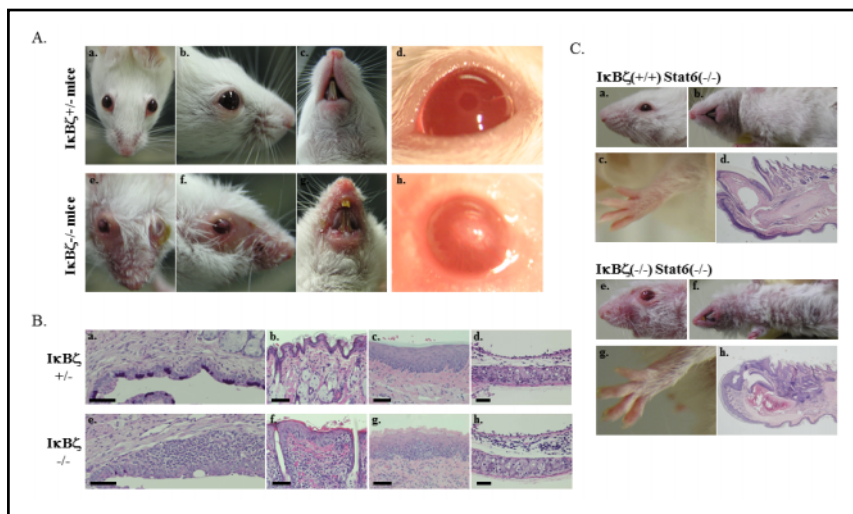 A.
IκBζ+/- mice
a. b. c. d.
IκBζ-/- mice
e. f. g. h.
B.
IκBζ
+/-
a. b. c. d.
IκBζ
-/-
e. f. g. h.
C.
IκBζ(+/+) Stat6(-/-)
a. b.
c. d.
IκBζ(-/-) Stat6(-/-)
e. f.
g. h.